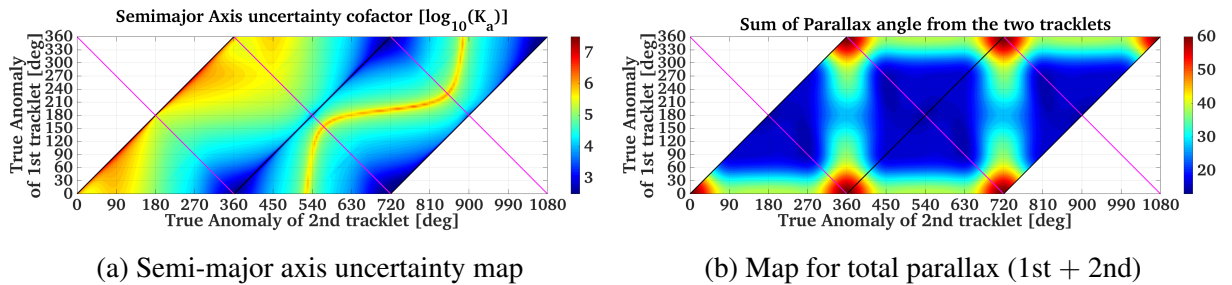 Semimajor Axis uncertainty cofactor [log10(Ka)]
True Anomaly
of 1st tracklet [deg]
360
330
300
270
240
210
180
150
120
90
60
30
0 90 180 270 360 450 540 630 720 810 900 990 1080
True Anomaly of 2nd tracklet [deg]
7
6
5
4
3
(a) Semi-major axis uncertainty map
Sum of Parallax angle from the two tracklets
True Anomaly
of 1st tracklet [deg]
360
330
300
270
240
210
180
150
120
90
60
30
0 90 180 270 360 450 540 630 720 810 900 990 1080
True Anomaly of 2nd tracklet [deg]
60
50
40
30
20
(b) Map for total parallax (1st + 2nd)